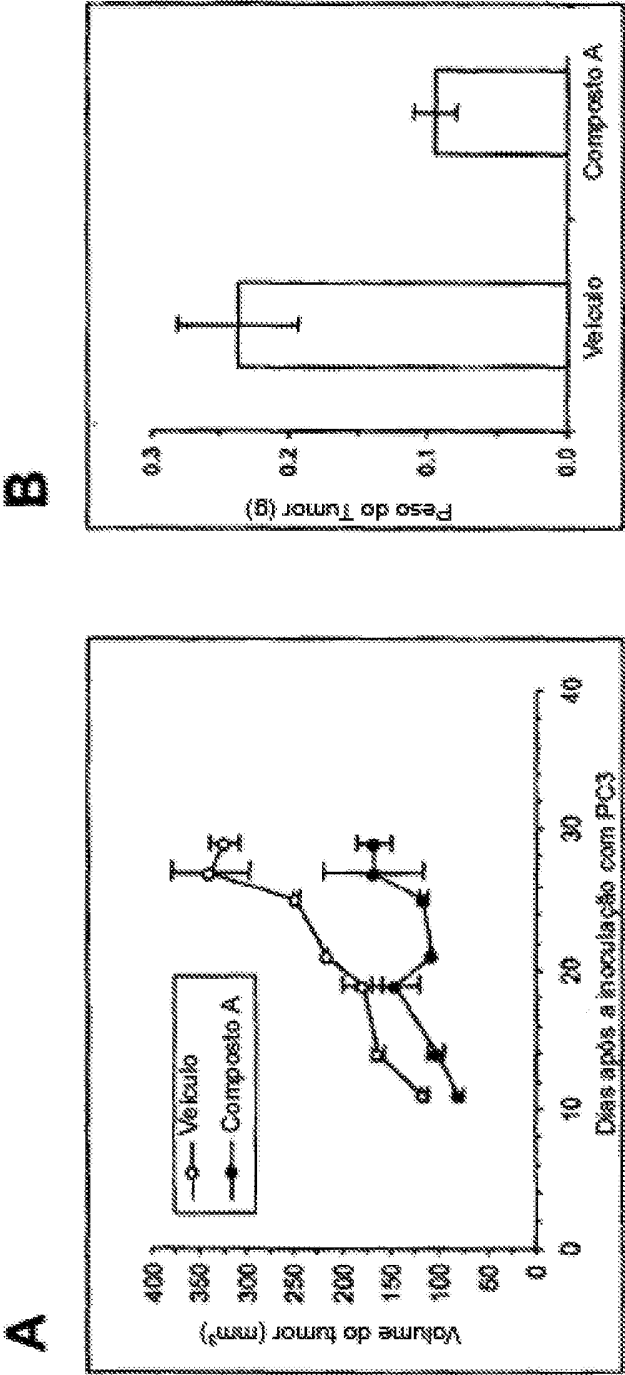 A
Volume do tumor (mm³)
400
350
300
250
200
150
100
50
0
Veículo
Composto A
0
10
20
30
40
Dias após a inoculação com PC3
B
Peso do Tumor (g)
0.3
0.2
0.1
0.0
Veículo
Composto A